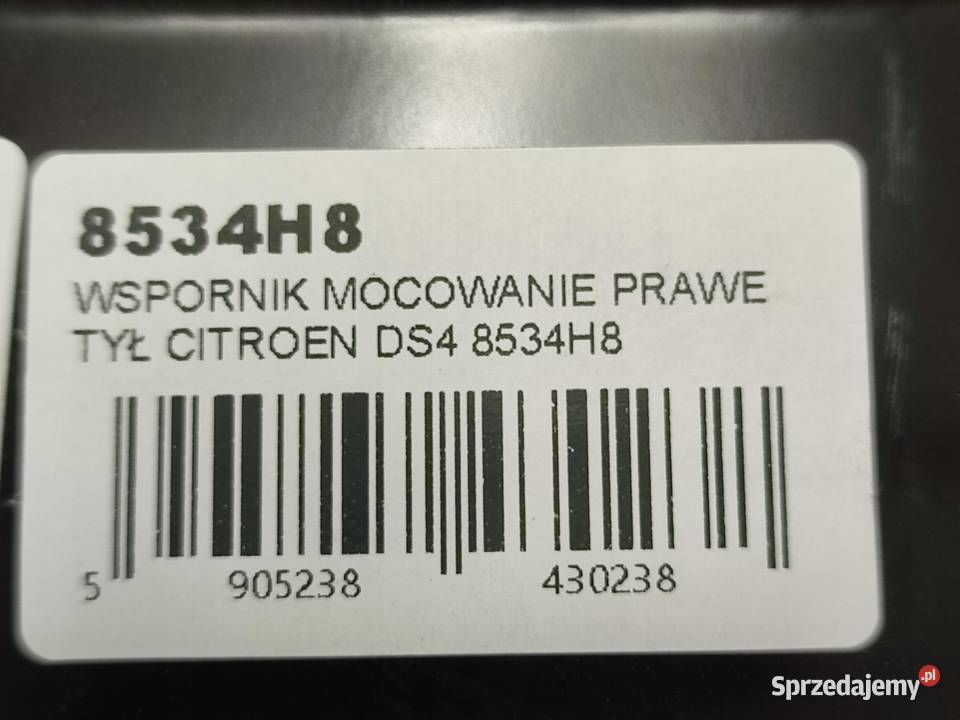 8534H8
WSPORNIK MOCOWANIE PRAWE
TYŁ CITROEN DS4 8534H8
5 905238 430238
Sprzedajemy.pl